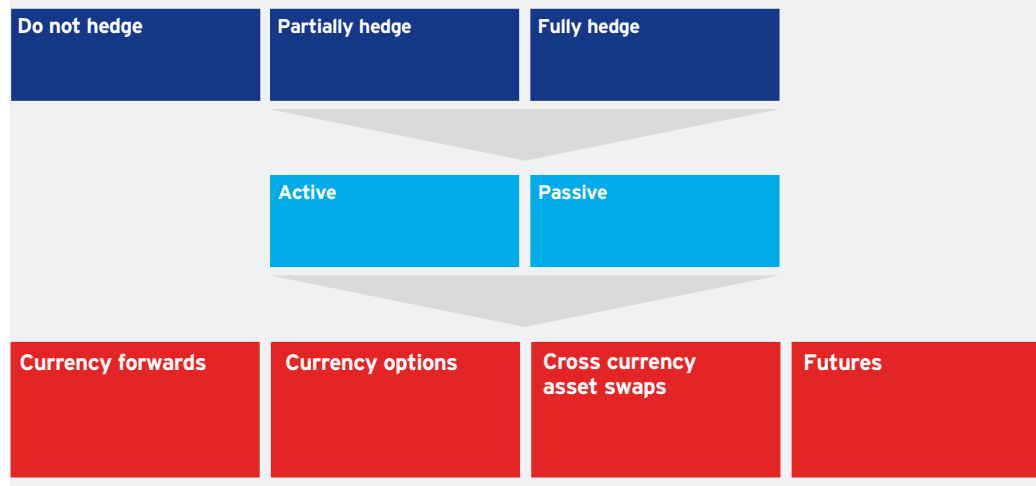 Do not hedge
Partially hedge
Fully hedge
Active
Passive
Currency forwards
Currency options
Cross currency
asset swaps
Futures